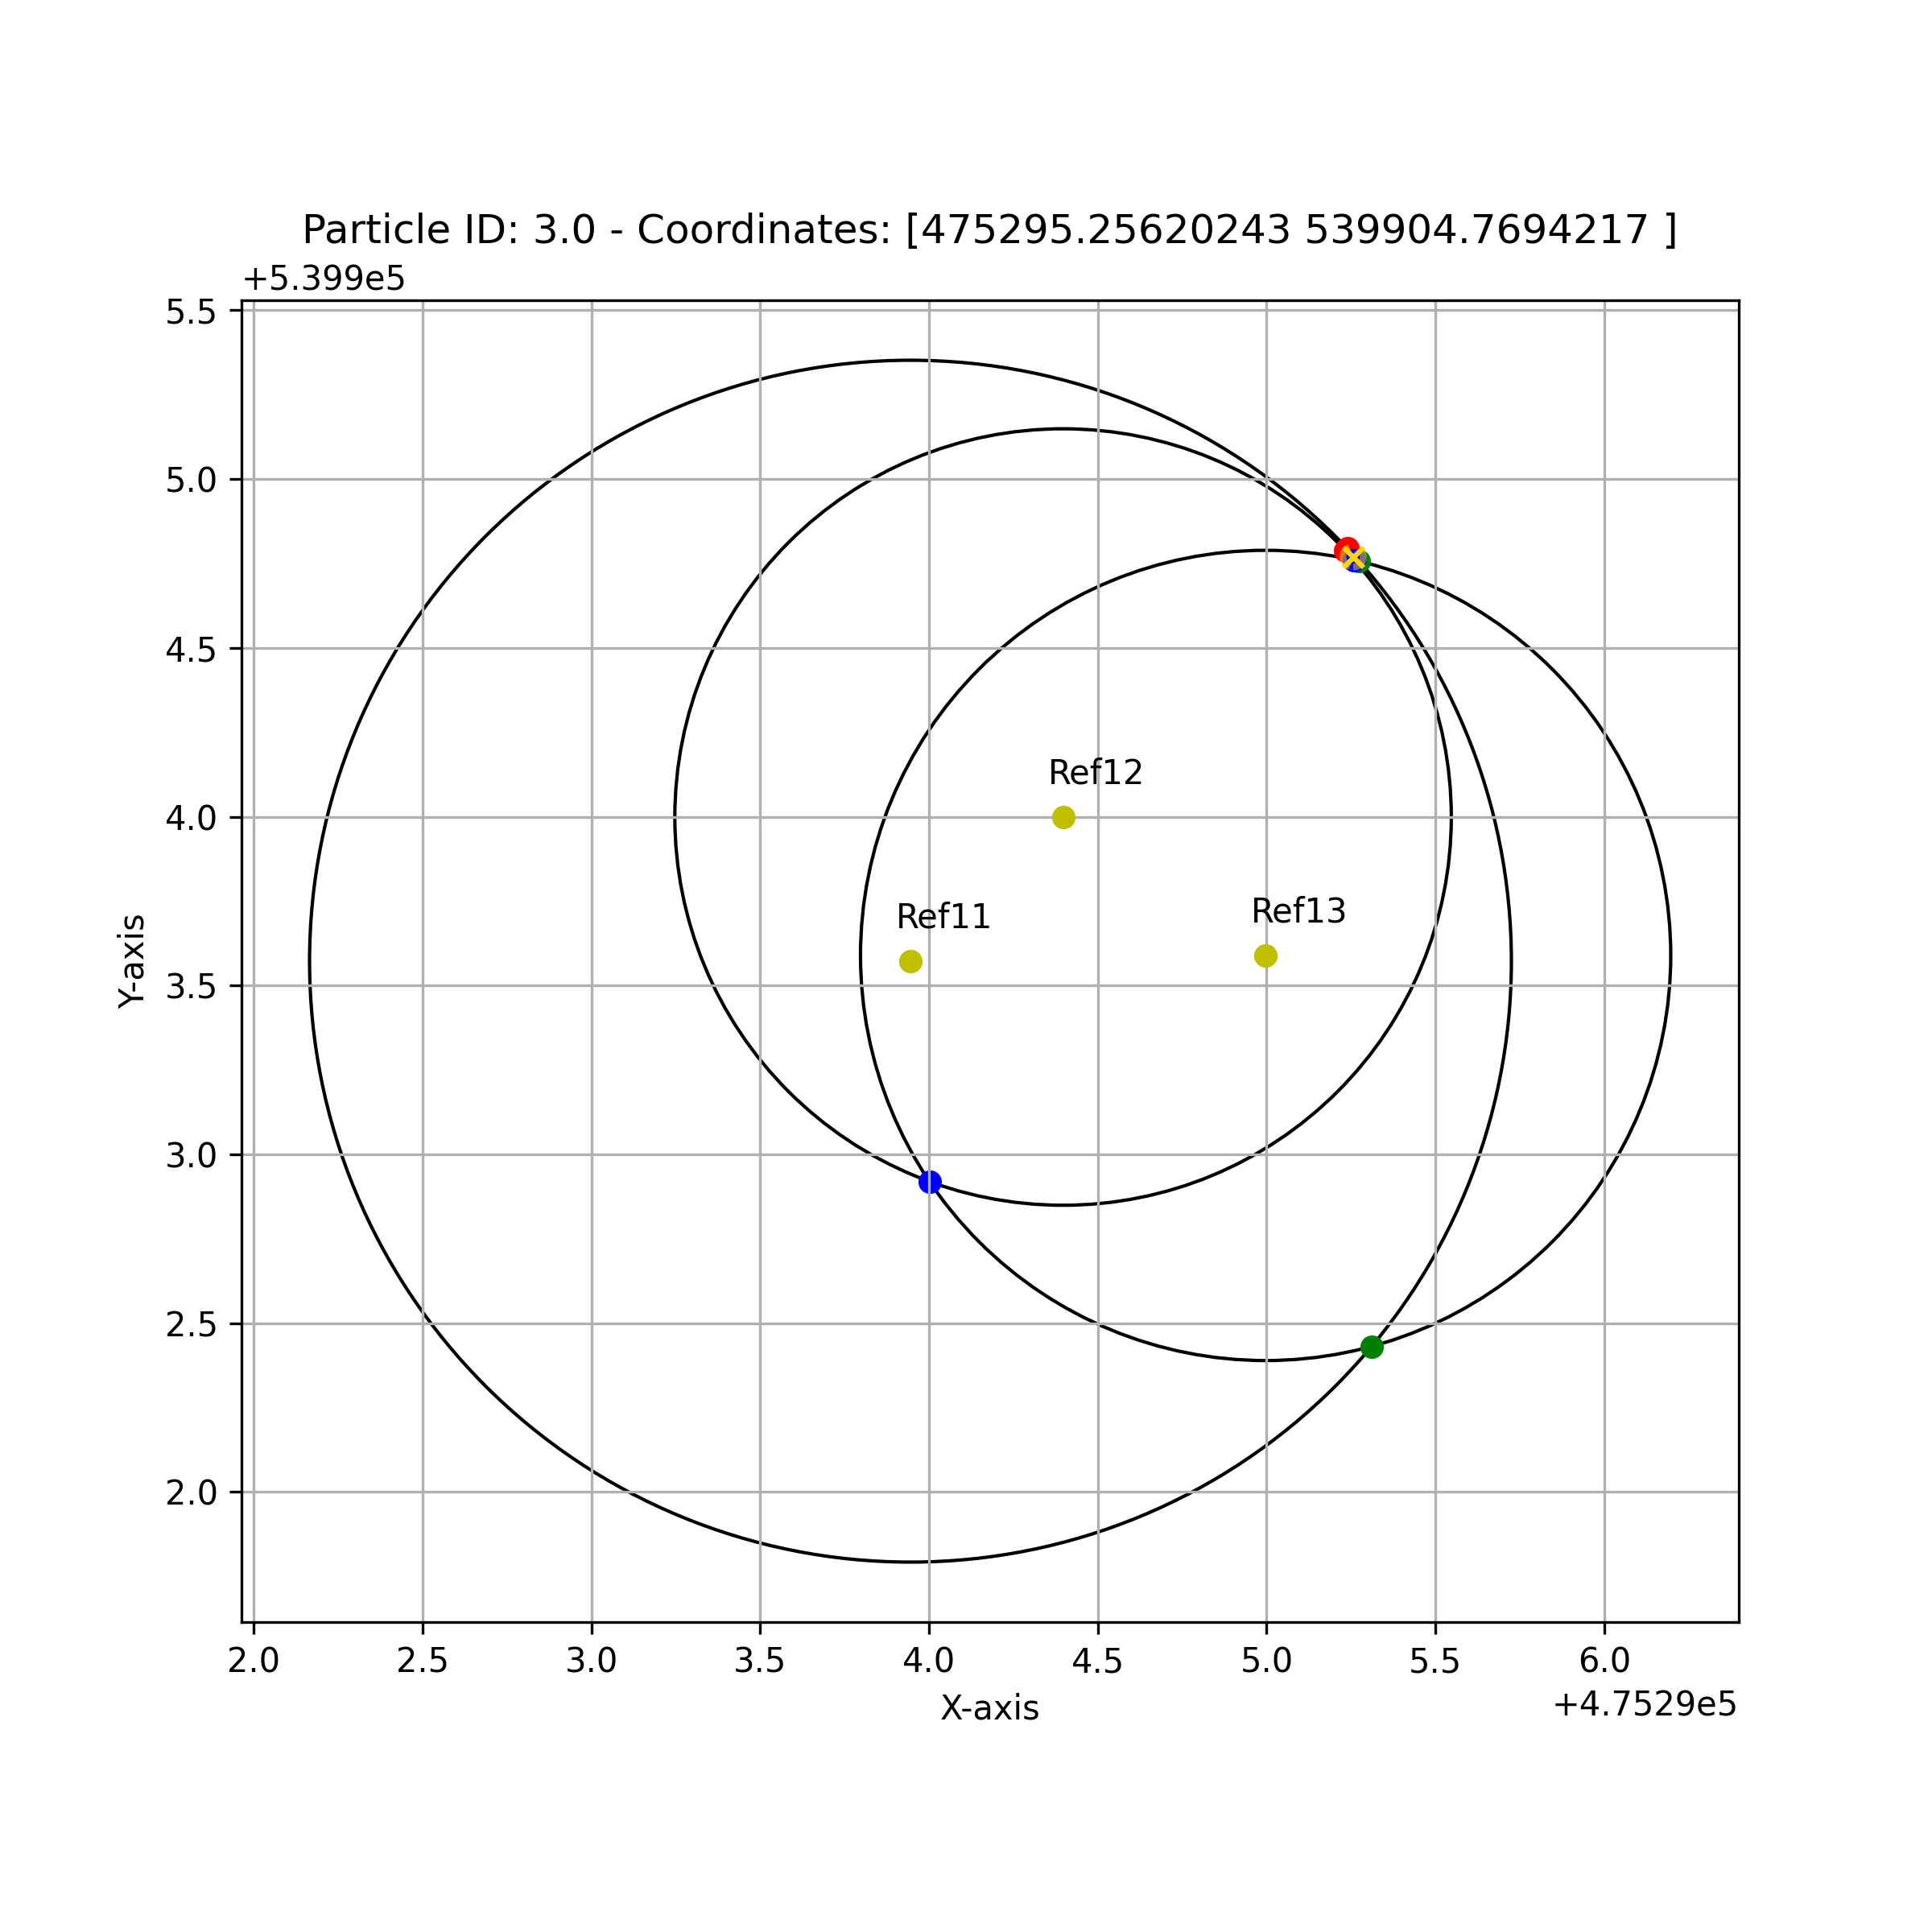 Particle ID: 3.0 - Coordinates: [475295.25620243 539904.7694217 ]
+5.399e5
5.5
5.0
4.5
4.0
3.5
3.0
2.5
2.0
Y-axis
Ref12
Ref11
Ref13
2.0 2.5 3.0 3.5 4.0 4.5 5.0 5.5 6.0
X-axis
+4.7529e5